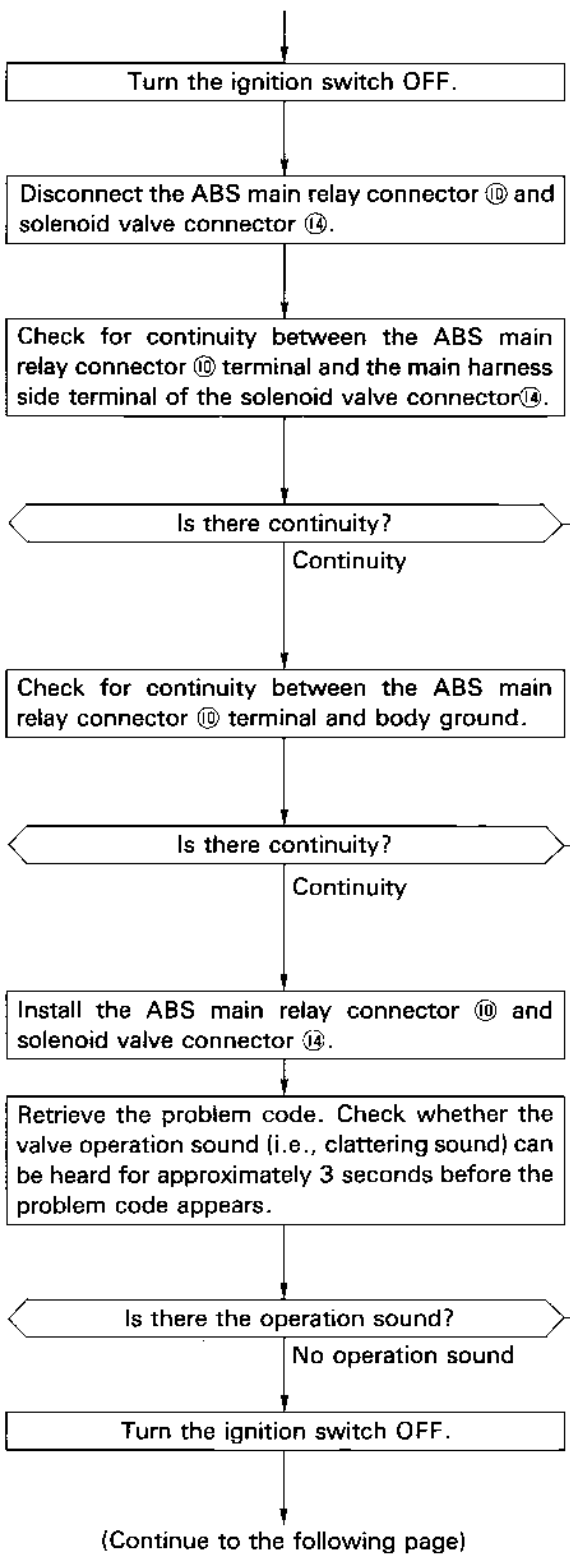 Turn the ignition switch OFF.
Disconnect the ABS main relay connector ⑩ and
solenoid valve connector ⑭.
Check for continuity between the ABS main
relay connector ⑩ terminal and the main harness
side terminal of the solenoid valve connector⑭.
Is there continuity?
Continuity
Check for continuity between the ABS main
relay connector ⑩ terminal and body ground.
Is there continuity?
Continuity
Install the ABS main relay connector ⑩ and
solenoid valve connector ⑭.
Retrieve the problem code. Check whether the
valve operation sound (i.e., clattering sound) can
be heard for approximately 3 seconds before the
problem code appears.
Is there the operation sound?
No operation sound
Turn the ignition switch OFF.
(Continue to the following page)